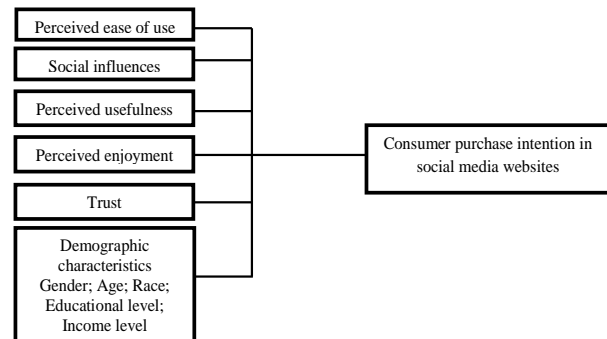 Perceived ease of use
Social influences
Perceived usefulness
Perceived enjoyment
Trust
Demographic
characteristics
Gender; Age; Race;
Educational level;
Income level
Consumer purchase intention in
social media websites